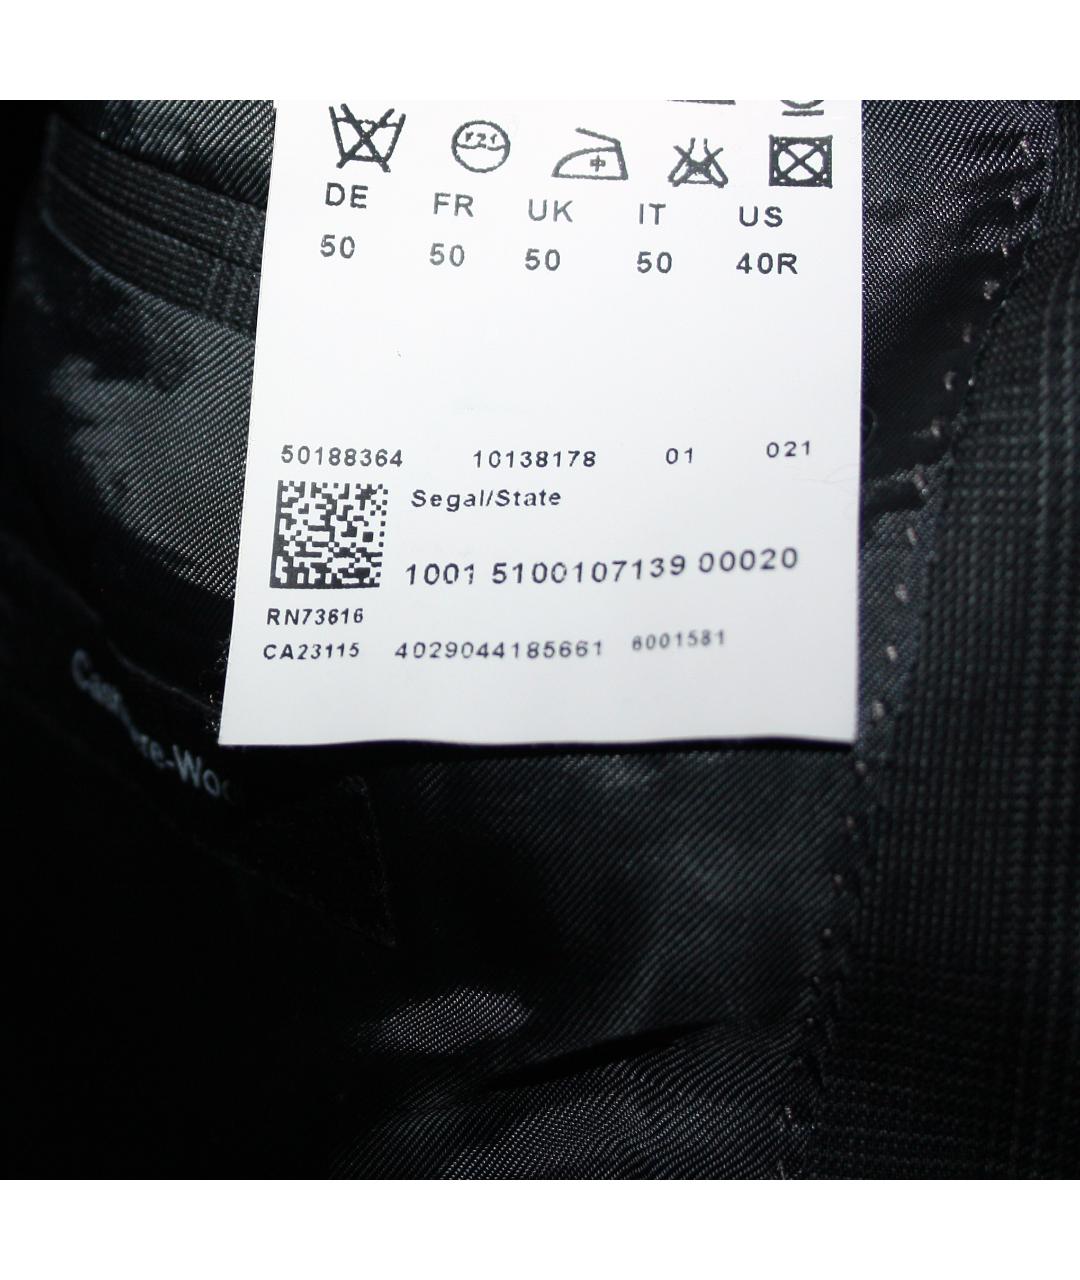 DE FR UK IT US
50 50 50 50 40R
50188364 10138178 01 021
Segal/State
1001 5100107139 00020
RN73616
CA23115 4029044185661 6001581